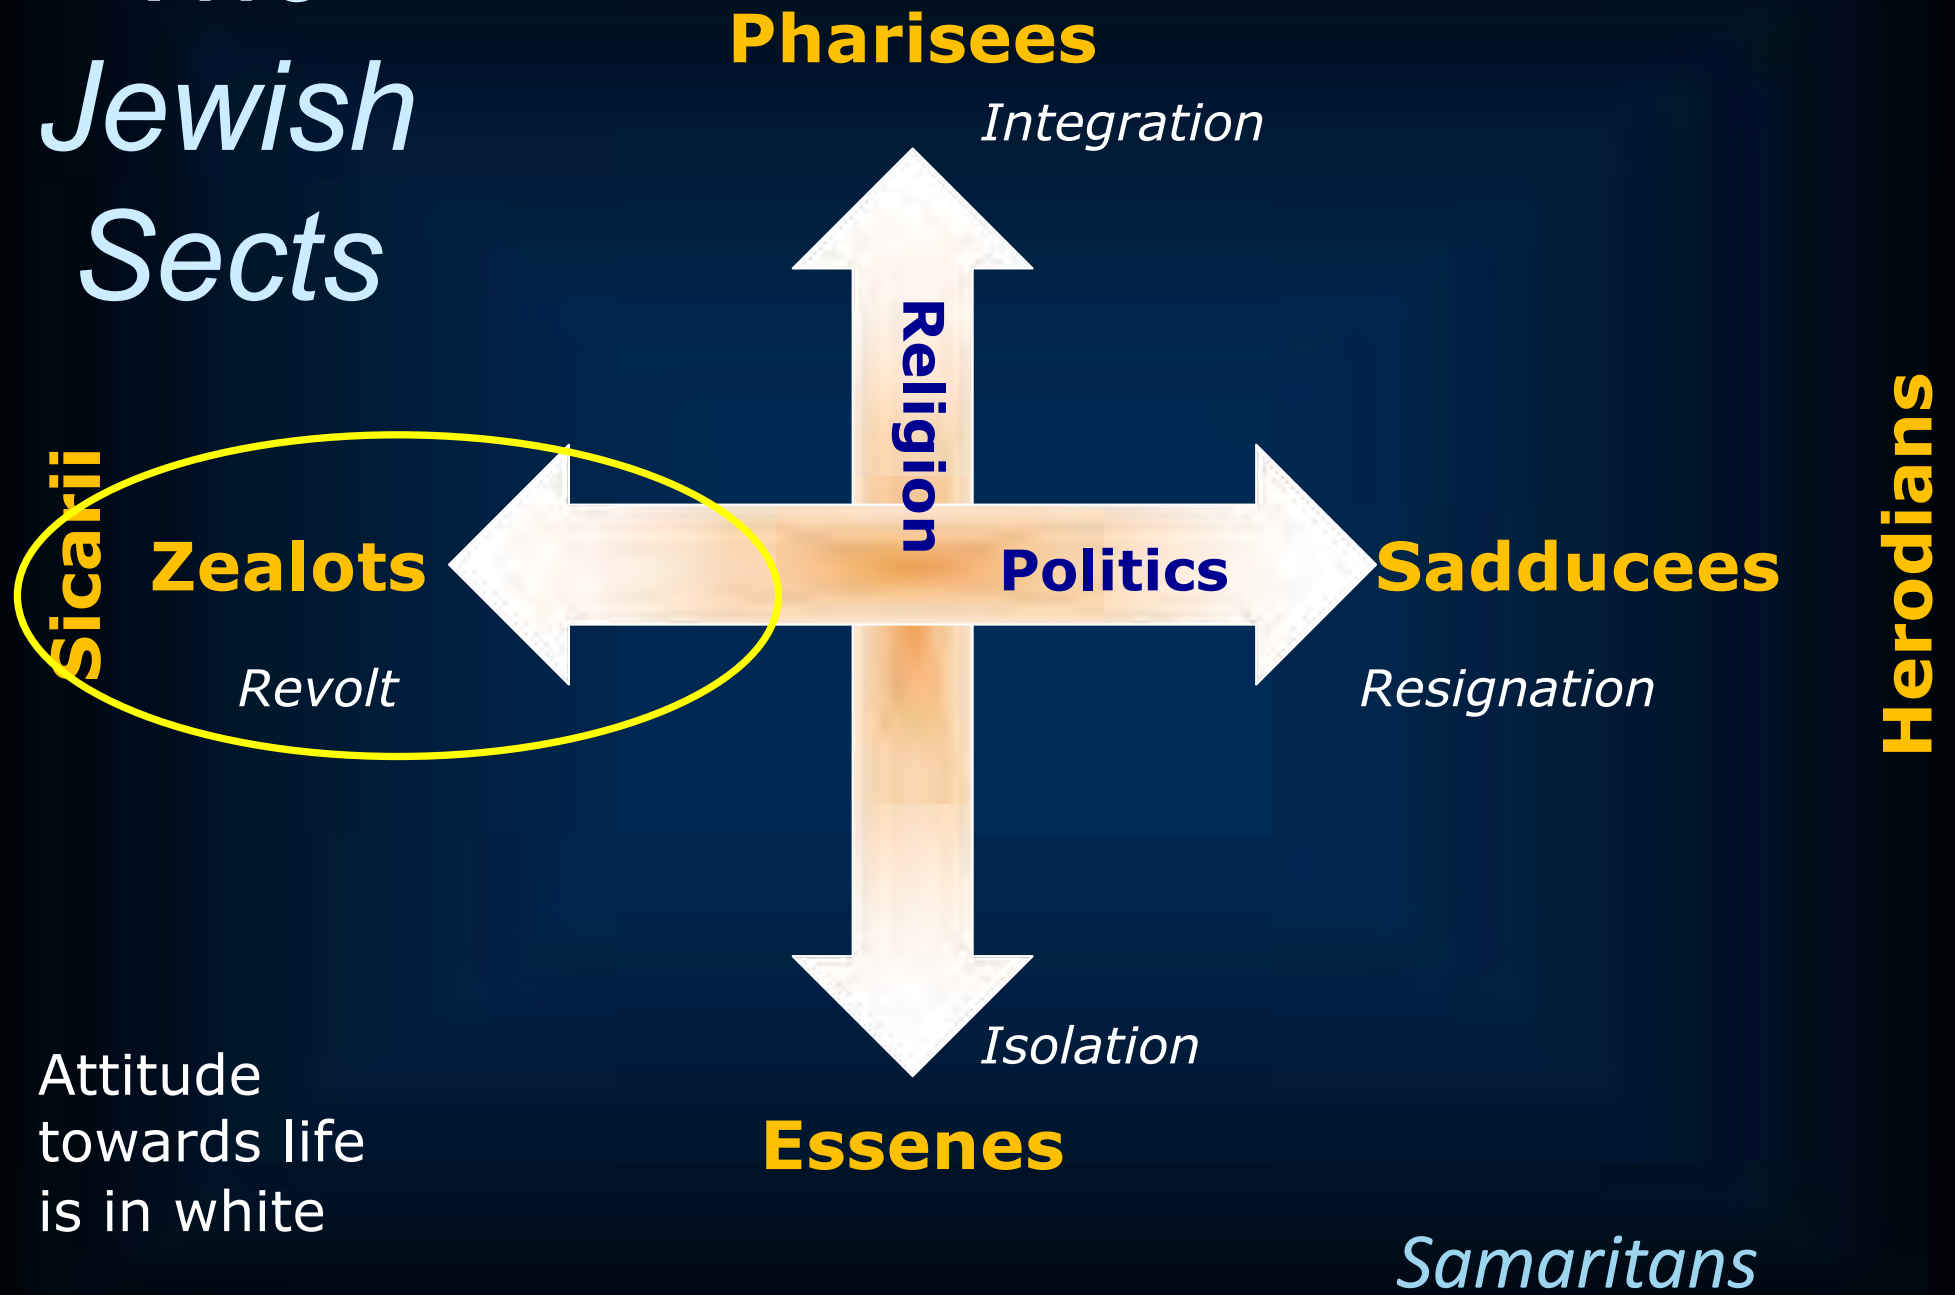 Jewish
Sects
Pharisees
Integration
Religion
Sicarii
Zealots
Politics
Sadducees
Herodians
Revolt
Resignation
Isolation
Essenes
Attitude
towards life
is in white
Samaritans